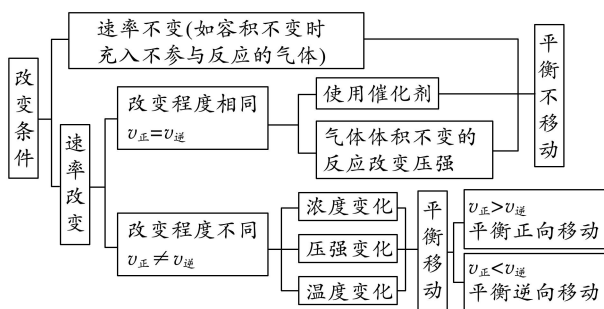 改变条件
速率不变(如容积不变时
充入不参与反应的气体)
速率改变
改变程度相同
v正=v逆
使用催化剂
气体体积不变的
反应改变压强
平衡不移动
改变程度不同
v正≠v逆
浓度变化
压强变化
温度变化
平衡移动
v正>v逆
平衡正向移动
v正<v逆
平衡逆向移动